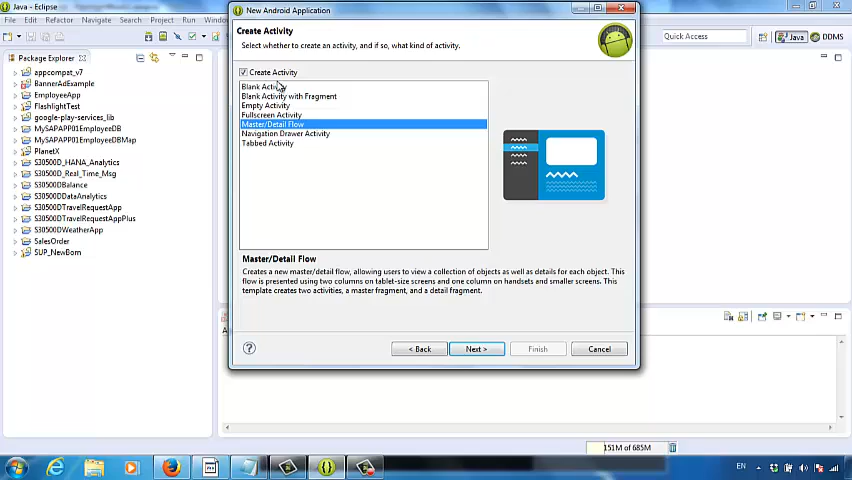 Java - Eclipse
New Android Application
File Edit Run Source Navigate Search Project Run Window
Create Activity
Select whether to create an activity, and if so, what kind of activity.
Quick Access
Java
DDMS
Package Explorer
Create Activity
Blank Activity
Blank Activity with Fragment
Empty Activity
Fullscreen Activity
Master/Detail Flow
Navigation Drawer Activity
Tabbed Activity
appcompat_v7
BannerAdExample
EmployeeApp
FlashlightTest
google-play-services_lib
MySAPAPP01EmployeeDB
MySAPAPP01EmployeeDBMap
PlanetX
S30500D_HANA_Analytics
S30500D_Real_Time_Msg
S30500DBalance
S30500DDataAnalytics
S30500DTravelRequestApp
S30500DTravelRequestAppPlus
S30500DWeatherApp
SalesOrder
SUP_NewBorn
Master/Detail Flow
Creates a new master/detail flow, allowing users to view a collection of objects as well as details for each object. This
flow is presented using two columns on tablet-size screens and one column on handsets and smaller screens. This
template creates two activities, a master fragment, and a detail fragment.
< Back
Next >
Finish
Cancel
151M of 685M
EN